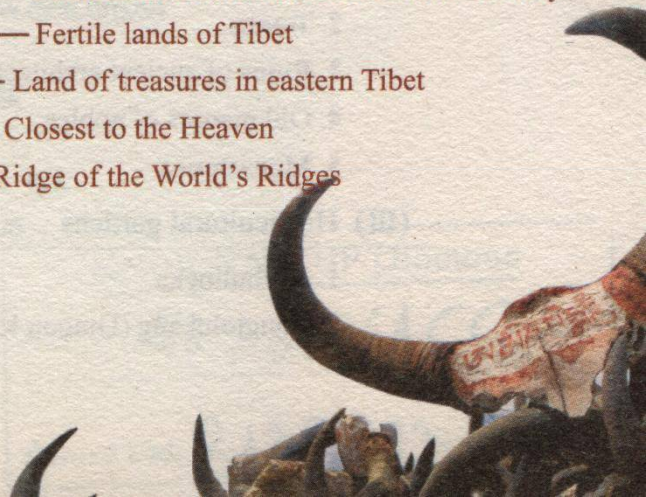 — Fertile lands of Tibet
- Land of treasures in eastern Tibet
Closest to the Heaven
Ridge of the World's Ridges